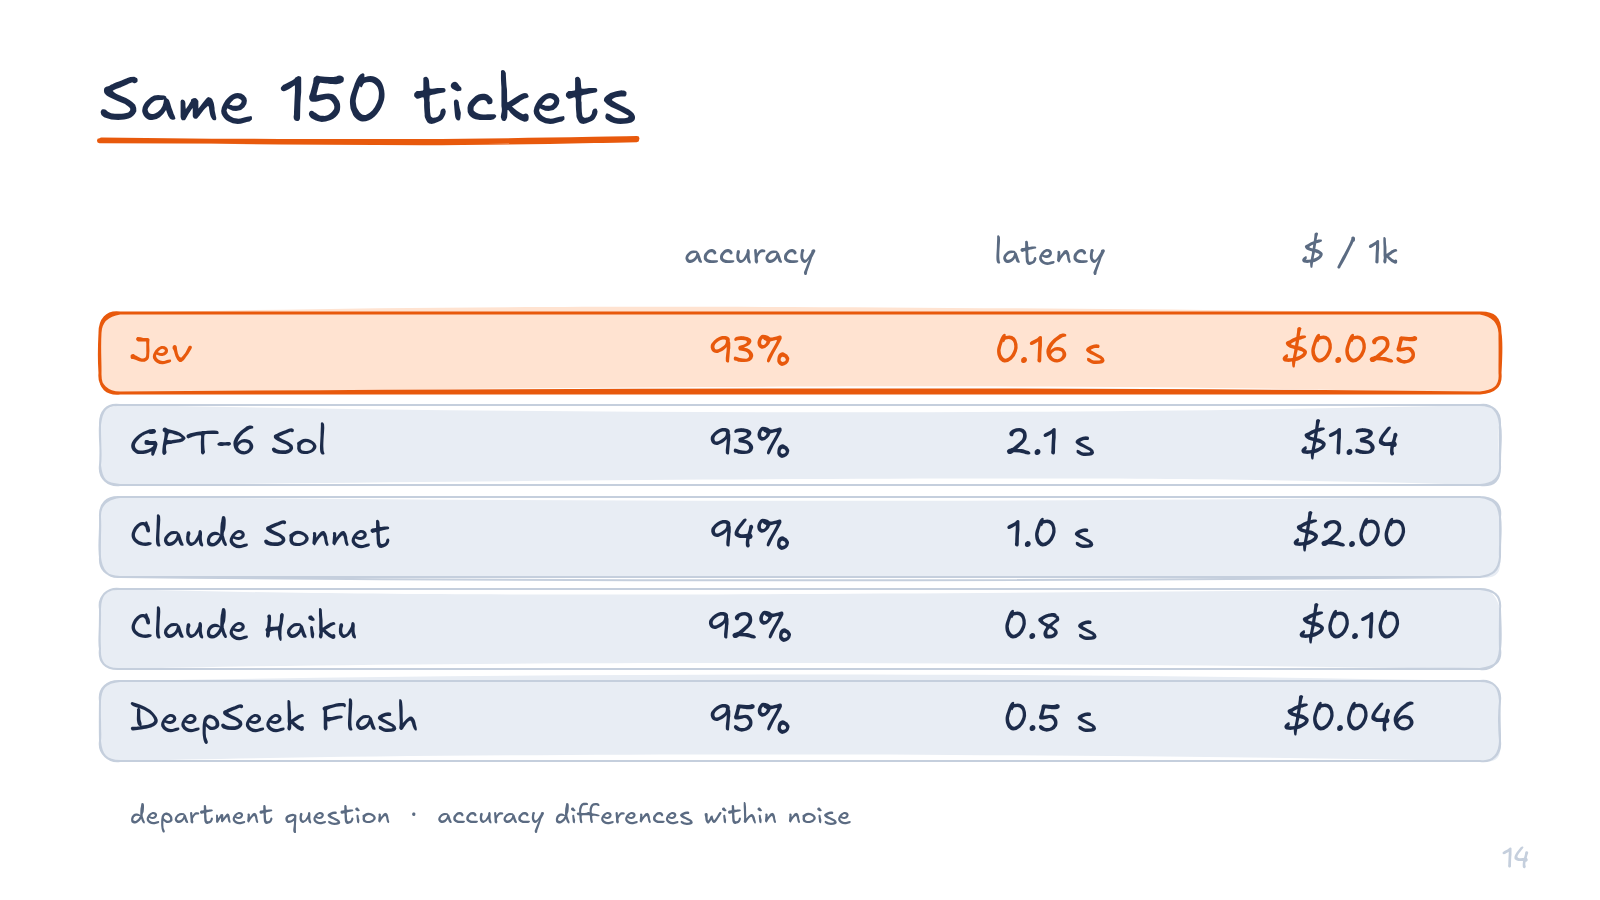 Same 150 tickets
accuracy latency $ / 1k
Jev 93% 0.16 s $0.025
GPT-6 Sol 93% 2.1 s $1.34
Claude Sonnet 94% 1.0 s $2.00
Claude Haiku 92% 0.8 s $0.10
DeepSeek Flash 95% 0.5 s $0.046
department question · accuracy differences within noise
14